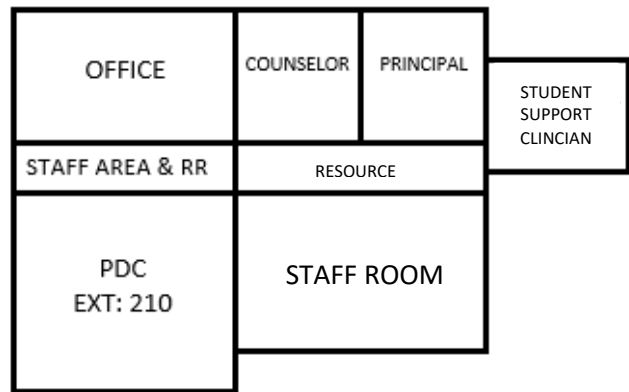 OFFICE
COUNSELOR
PRINCIPAL
STUDENT
SUPPORT
CLINCIAN
STAFF AREA & RR
RESOURCE
PDC
EXT: 210
STAFF ROOM